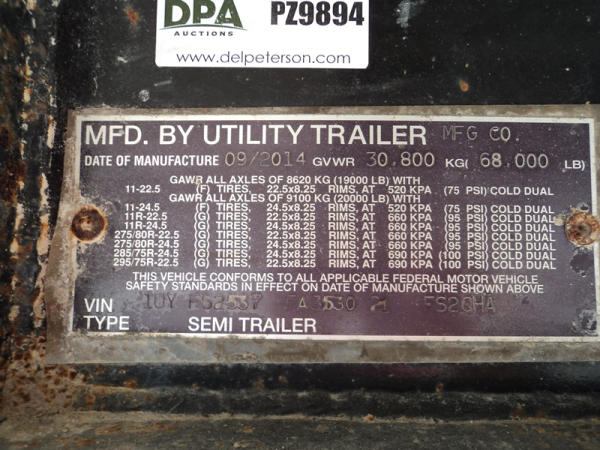 DPA
AUCTIONS
PZ9894
www.delpeterson.com
MFD. BY UTILITY TRAILER MFG CO.
DATE OF MANUFACTURE 09/2014 GVWR 30.800 KG( 68.000 LB)
GAWR ALL AXLES OF 8620 KG (19000 LB) WITH
11-22.5 (F) TIRES, 22.5x8.25 RIMS, AT 520 KPA (75 PSI) COLD DUAL
GAWR ALL AXLES OF 9100 KG (20000 LB) WITH
11-24.5 (F) TIRES, 24.5x8.25 RIMS, AT 520 KPA (75 PSI) COLD DUAL
11R-22.5 (G) TIRES, 22.5x8.25 RIMS, AT 660 KPA (95 PSI) COLD DUAL
11R-24.5 (G) TIRES, 24.5x8.25 RIMS, AT 660 KPA (95 PSI) COLD DUAL
275/80R-22.5 (G) TIRES, 22.5x8.25 RIMS, AT 660 KPA (95 PSI) COLD DUAL
275/80R-24.5 (G) TIRES, 24.5x8.25 RIMS, AT 660 KPA (95 PSI) COLD DUAL
285/75R-24.5 (G) TIRES, 24.5x8.25 RIMS, AT 690 KPA (100 PSI) COLD DUAL
295/75R-22.5 (G) TIRES, 22.5x8.25 RIMS, AT 690 KPA (100 PSI) COLD DUAL
THIS VEHICLE CONFORMS TO ALL APPLICABLE FEDERAL MOTOR VEHICLE
SAFETY STANDARDS IN EFFECT ON DATE OF MANUFACTURE SHOWN ABOVE
VIN 1UY
TYPE SEMI TRAILER